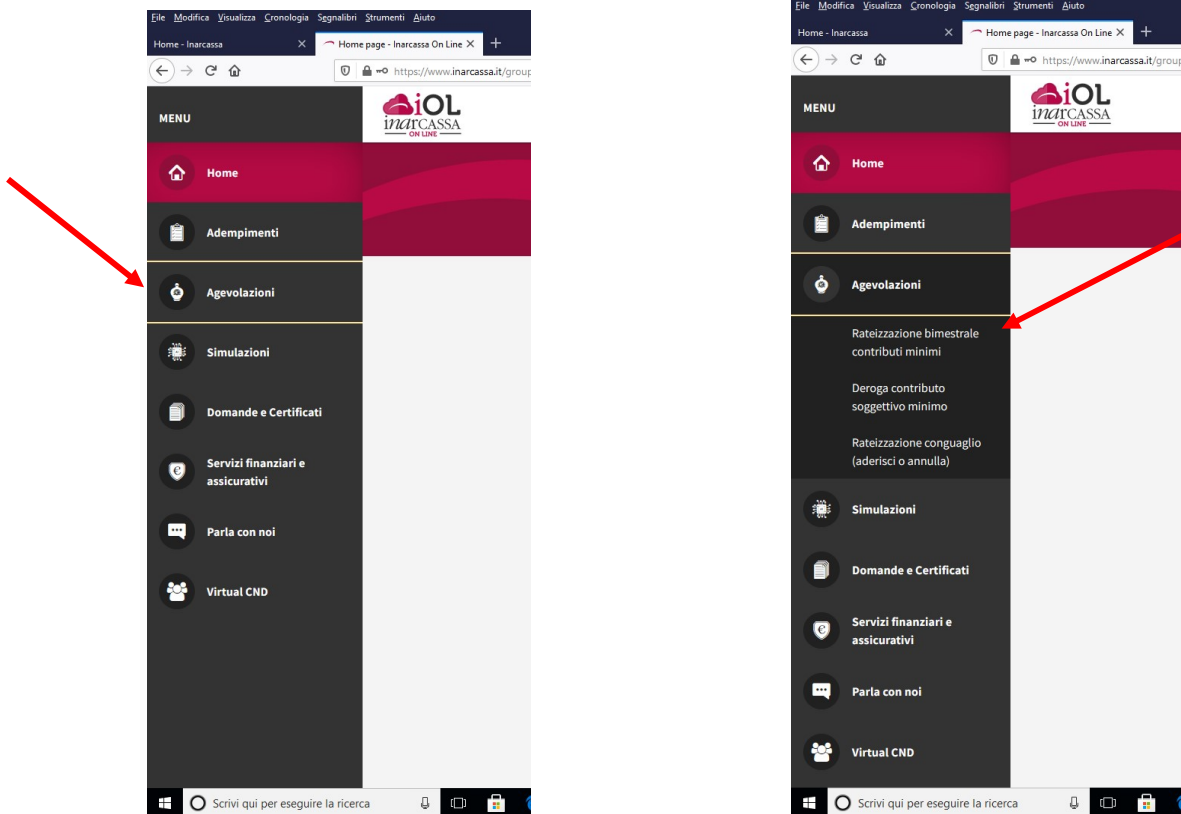 File Modifica Visualizza Cronologia Segnalibri Strumenti Aiuto
Home - Inarcassa
Home page - Inarcassa On Line
https://www.inarcassa.it/group
MENU
iOL
inarCASSA
ON LINE
Home
Adempimenti
Agevolazioni
Simulazioni
Domande e Certificati
Servizi finanziari e
assicurativi
Parla con noi
Virtual CND
Scrivi qui per eseguire la ricerca
File Modifica Visualizza Cronologia Segnalibri Strumenti Aiuto
Home - Inarcassa
Home page - Inarcassa On Line
https://www.inarcassa.it/group
MENU
iOL
inarCASSA
ON LINE
Home
Adempimenti
Agevolazioni
Rateizzazione bimestrale
contributi minimi
Deroga contributo
soggettivo minimo
Rateizzazione conguaglio
(aderisci o annulla)
Simulazioni
Domande e Certificati
Servizi finanziari e
assicurativi
Parla con noi
Virtual CND
Scrivi qui per eseguire la ricerca